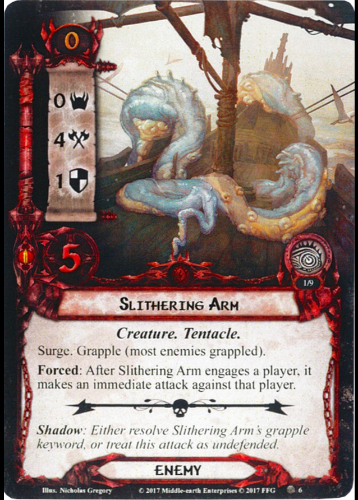 0
0
4
1
5
1/9
Slithering Arm
Creature. Tentacle.
Surge. Grapple (most enemies grappled).
Forced: After Slithering Arm engages a player, it
makes an immediate attack against that player.
Shadow: Either resolve Slithering Arm's grapple
keyword, or treat this attack as undefended.
ENEMY
Illus. Nicholas Gregory © 2017 Middle-earth Enterprises © 2017 FFG 6